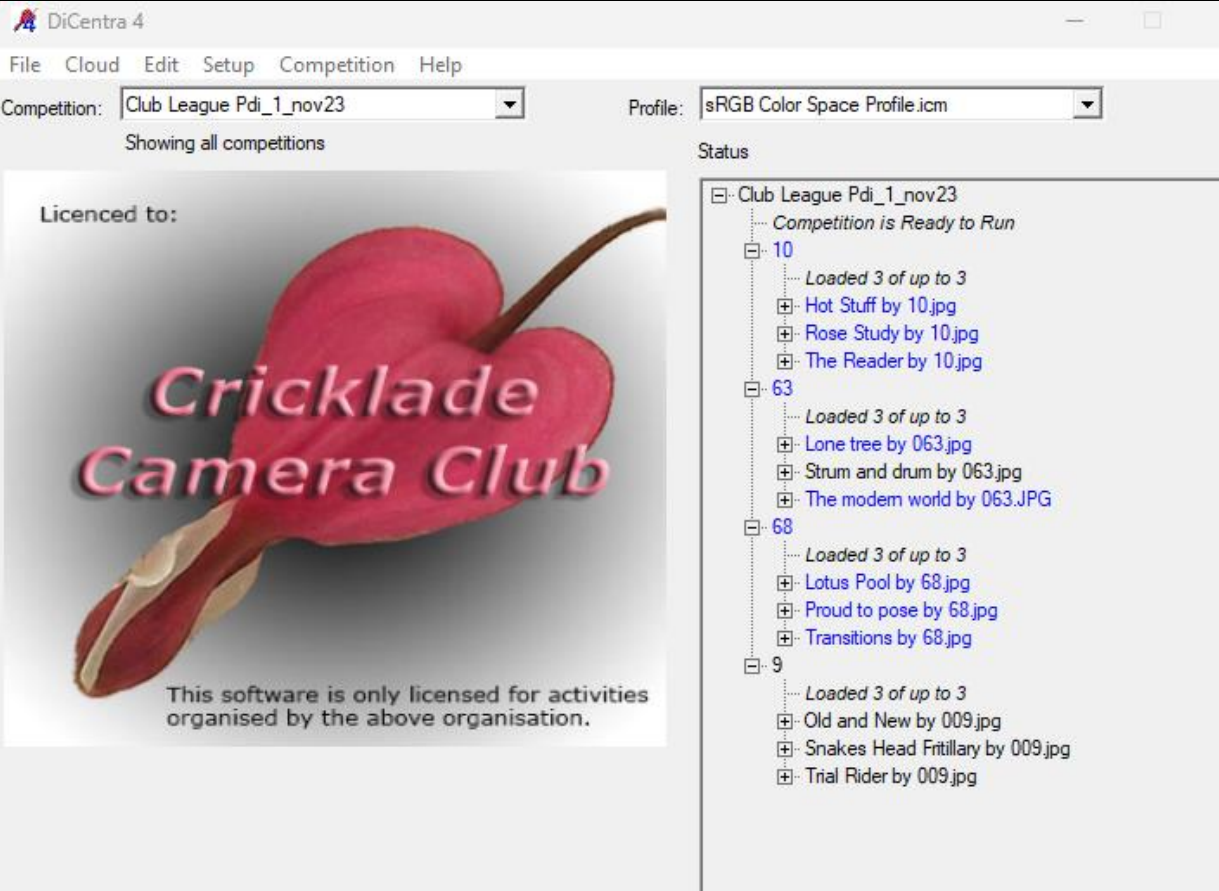 DiCentra 4
File Cloud Edit Setup Competition Help
Competition: Club League Pdi_1_nov23
Profile: sRGB Color Space Profile.icm
Showing all competitions
Status
Licenced to:
Cricklade
Camera Club
This software is only licensed for activities
organised by the above organisation.
Club League Pdi_1_nov23
Competition is Ready to Run
10
Loaded 3 of up to 3
Hot Stuff by 10.jpg
Rose Study by 10.jpg
The Reader by 10.jpg
63
Loaded 3 of up to 3
Lone tree by 063.jpg
Strum and drum by 063.jpg
The modern world by 063.JPG
68
Loaded 3 of up to 3
Lotus Pool by 68.jpg
Proud to pose by 68.jpg
Transitions by 68.jpg
9
Loaded 3 of up to 3
Old and New by 009.jpg
Snakes Head Fritillary by 009.jpg
Trial Rider by 009.jpg